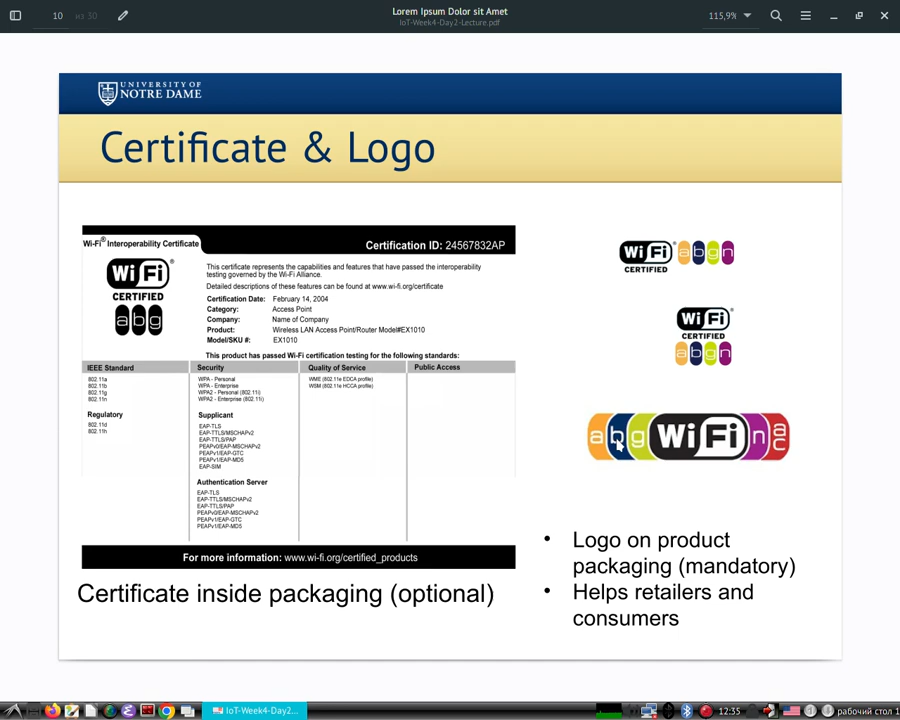 10 из 30
Lorem Ipsum Dolor sit Amet
IoT-Week4-Day2-Lecture.pdf
115,9%
UNIVERSITY OF
NOTRE DAME
Certificate & Logo
Wi-Fi® Interoperability Certificate
Certification ID: 24567832AP
Wi Fi ®
CERTIFIED
a b g
This certificate represents the capabilities and features that have passed the interoperability
testing governed by the Wi-Fi Alliance.
Detailed descriptions of these features can be found at www.wi-fi.org/certificate
Certification Date: February 14, 2004
Category: Access Point
Company: Name of Company
Product: Wireless LAN Access Point/Router Model#EX1010
Model/SKU #: EX1010
This product has passed Wi-Fi certification testing for the following standards:
IEEE Standard
802.11a
802.11b
802.11g
802.11n
Regulatory
802.11d
802.11h
Security
WPA - Personal
WPA - Enterprise
WPA2 - Personal (802.11i)
WPA2 - Enterprise (802.11i)
Supplicant
EAP-TLS
EAP-TTLS/MSCHAPv2
EAP-TTLS/PAP
PEAPv0/EAP-MSCHAPv2
PEAPv1/EAP-GTC
PEAPv1/EAP-MD5
EAP-SIM
Authentication Server
EAP-TLS
EAP-TTLS/MSCHAPv2
EAP-TTLS/PAP
PEAPv0/EAP-MSCHAPv2
PEAPv1/EAP-GTC
PEAPv1/EAP-MD5
Quality of Service
WME (802.11e EDCA profile)
WSM (802.11e HCCA profile)
Public Access
For more information: www.wi-fi.org/certified_products
Certificate inside packaging (optional)
Wi Fi ® a b g n
CERTIFIED
Wi Fi ®
CERTIFIED
a b g n
a b g Wi Fi n a c
• Logo on product
packaging (mandatory)
• Helps retailers and
consumers
IoT-Week4-Day2...
12:35
рабочий стол 1